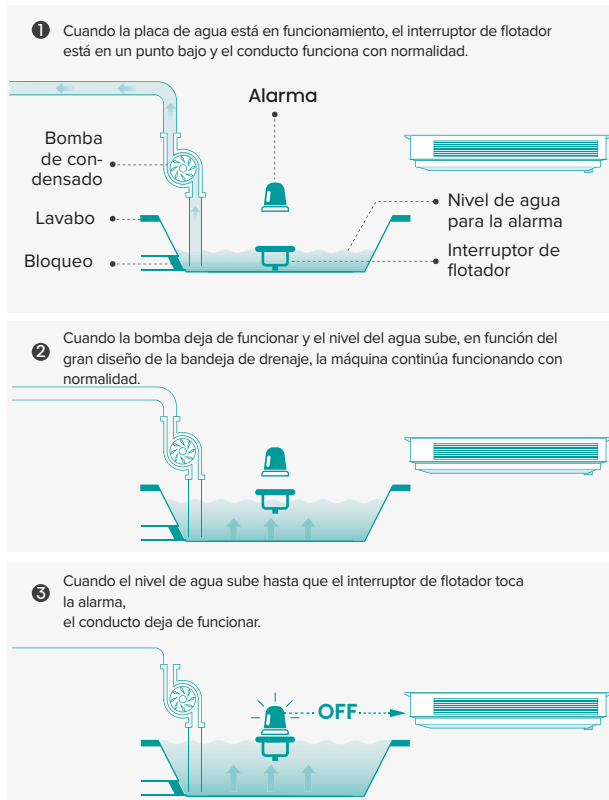 ❶ Cuando la placa de agua está en funcionamiento, el interruptor de flotador
está en un punto bajo y el conducto funciona con normalidad.
Alarma
Bomba
de con-
densado
Lavabo
Bloqueo
Nivel de agua
para la alarma
Interruptor de
flotador
❷ Cuando la bomba deja de funcionar y el nivel del agua sube, en función del
gran diseño de la bandeja de drenaje, la máquina continúa funcionando con
normalidad.
❸ Cuando el nivel de agua sube hasta que el interruptor de flotador toca
la alarma,
el conducto deja de funcionar.
OFF